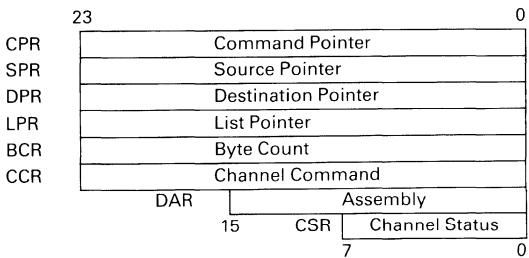 23 0
CPR Command Pointer
SPR Source Pointer
DPR Destination Pointer
LPR List Pointer
BCR Byte Count
CCR Channel Command
DAR Assembly
15 CSR Channel Status
7 0